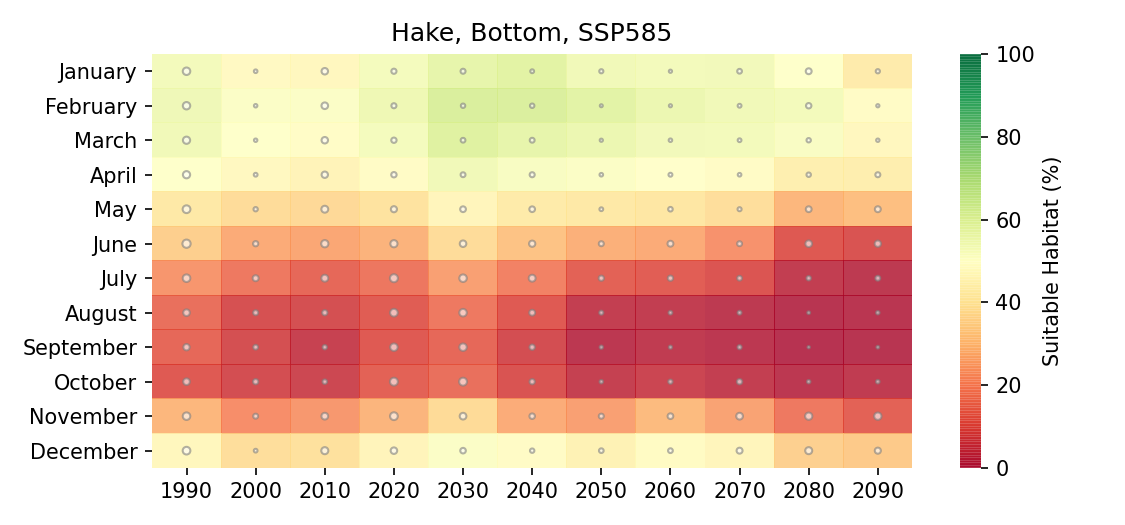 Hake, Bottom, SSP585
January
February
March
April
May
June
July
August
September
October
November
December
1990 2000 2010 2020 2030 2040 2050 2060 2070 2080 2090
100
80
60
40
20
0
Suitable Habitat (%)